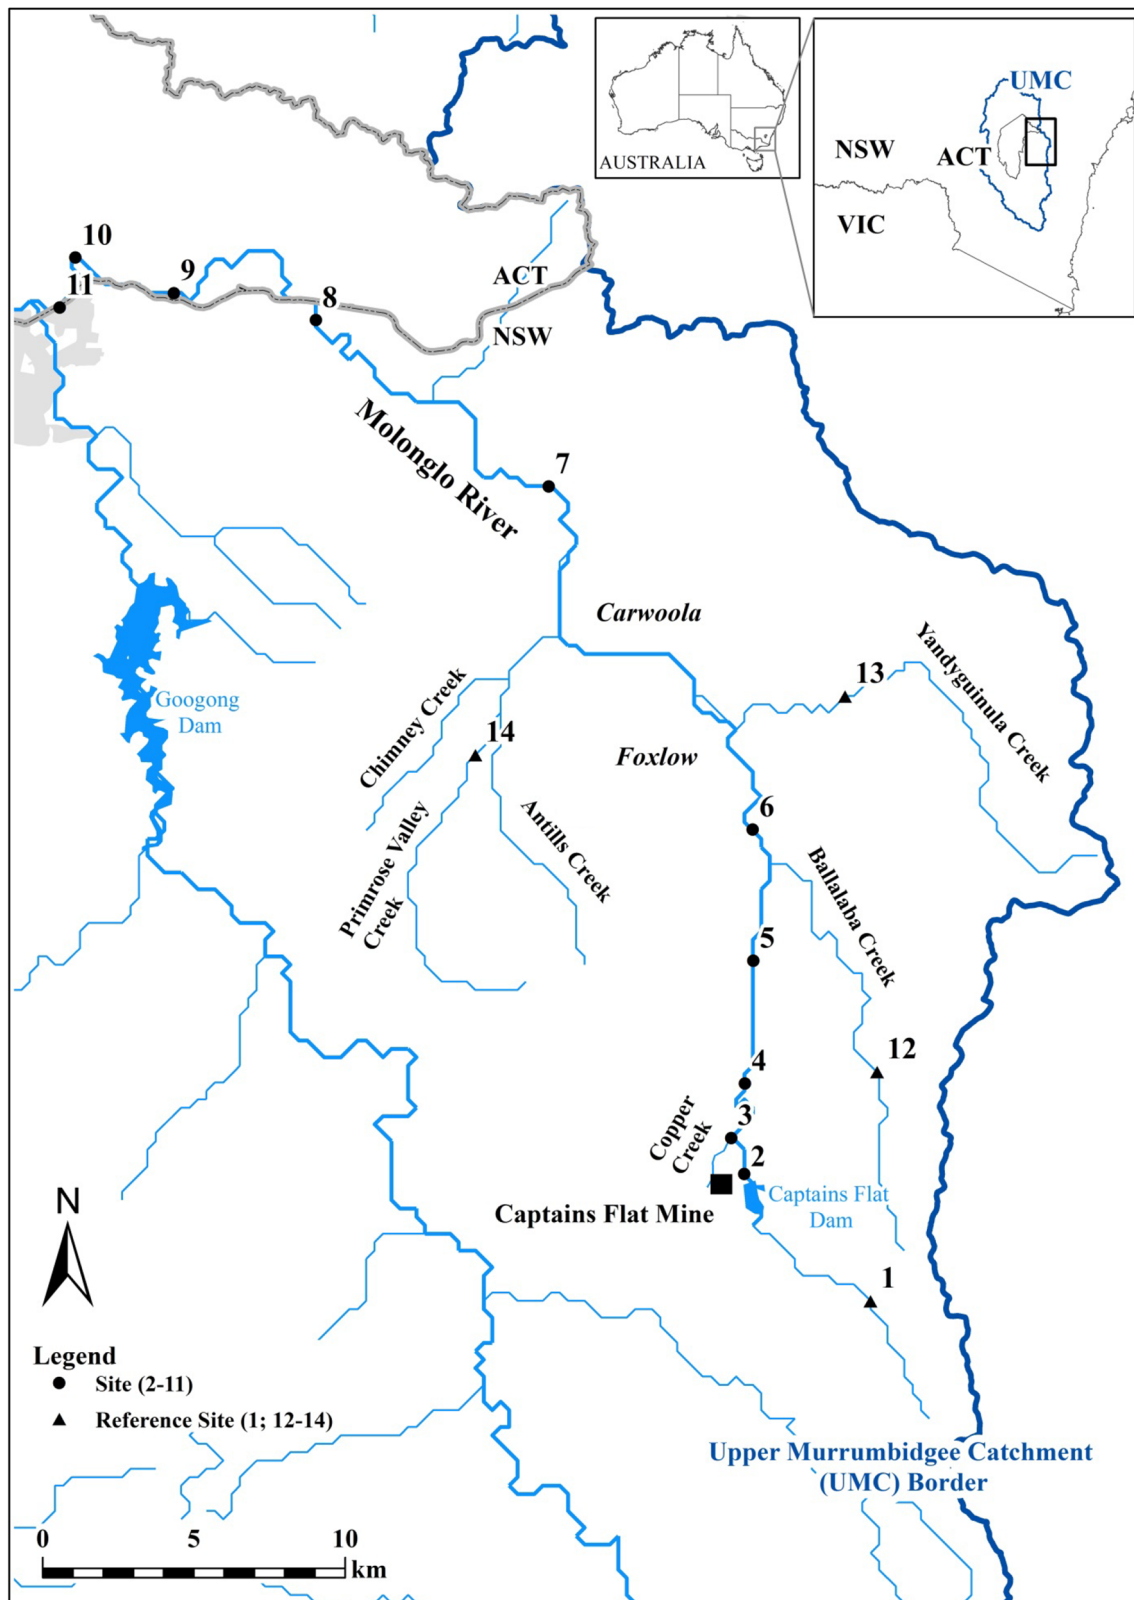 UMC
NSW
ACT
VIC
AUSTRALIA
10
9
11
8
ACT
NSW
Molonglo River
7
Carwoola
Yandyguinula Creek
13
Googong
Dam
Chimney Creek
14
Foxlow
6
Antills Creek
Primrose Valley
Creek
Ballalaba Creek
5
12
4
3
Copper
Creek
2
Captains Flat
Dam
Captains Flat Mine
N
1
Legend
Site (2-11)
Reference Site (1; 12-14)
Upper Murrumbidgee Catchment
(UMC) Border
0 5 10
km